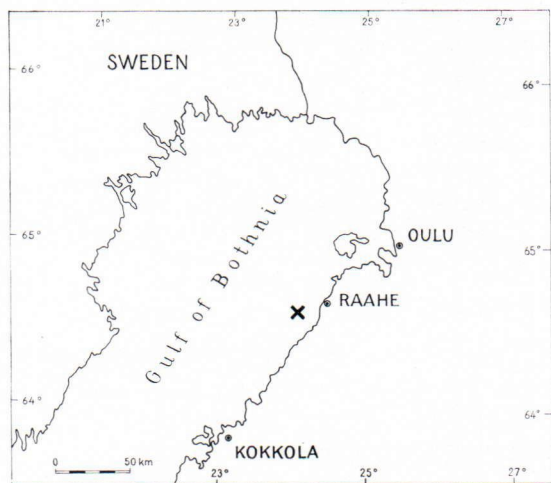 21° 23° 25° 27°
66° 66°
SWEDEN
65° 65°
OULU
RAAHE
Gulf of Bothnia
64° 64°
KOKKOLA
0 50 km
23° 25° 27°